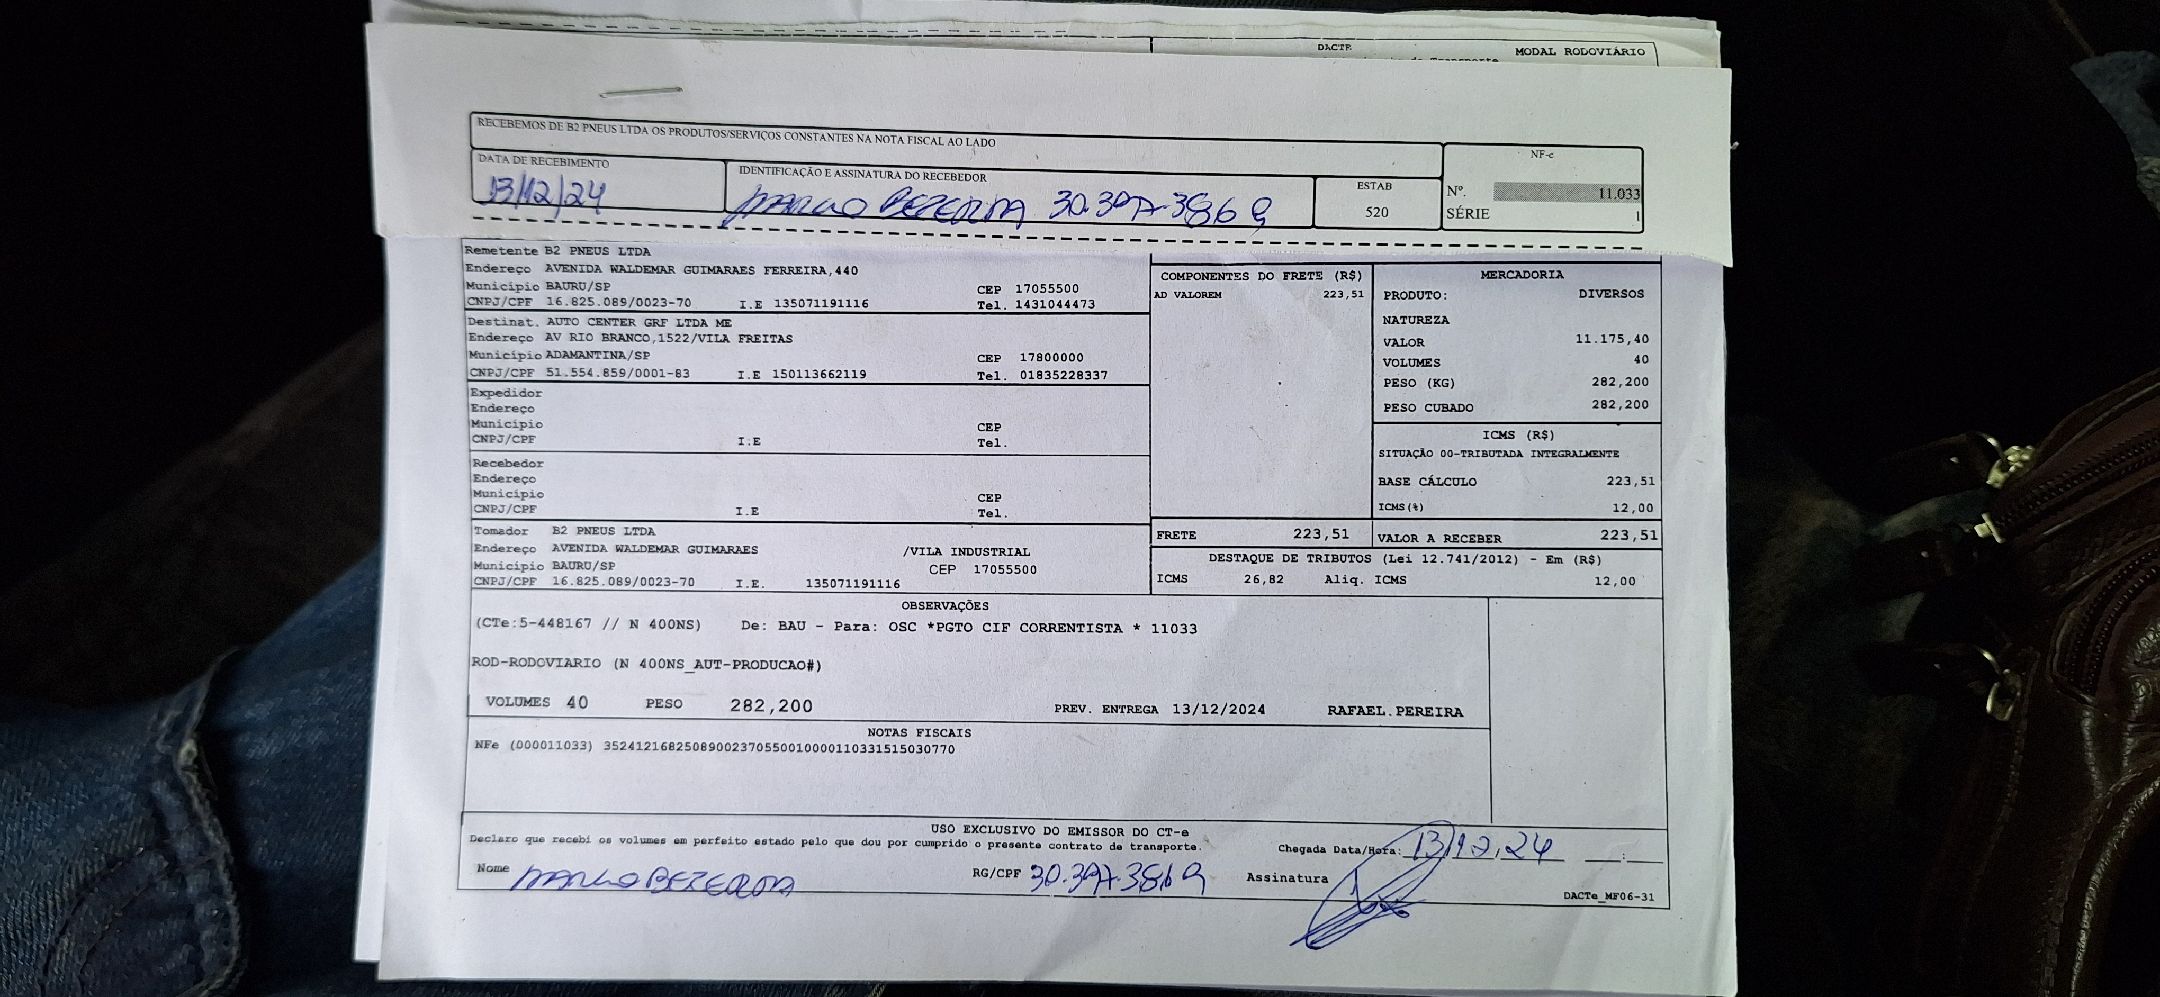 DACTE
MODAL RODOVIÁRIO
RECEBEMOS DE B2 PNEUS LTDA OS PRODUTOS/SERVIÇOS CONSTANTES NA NOTA FISCAL AO LADO
NF-e
DATA DE RECEBIMENTO
13/12/24
IDENTIFICAÇÃO E ASSINATURA DO RECEBEDOR
BEZERRA
ESTAB
520
Nº. 11.033
SÉRIE 1
Remetente B2 PNEUS LTDA
Endereço AVENIDA WALDEMAR GUIMARAES FERREIRA,440
Município BAURU/SP CEP 17055500
CNPJ/CPF 16.825.089/0023-70 I.E 135071191116 Tel. 1431044473
Destinat. AUTO CENTER GRF LTDA ME
Endereço AV RIO BRANCO,1522/VILA FREITAS
Município ADAMANTINA/SP CEP 17800000
CNPJ/CPF 51.554.859/0001-83 I.E 150113662119 Tel. 01835228337
Expedidor
Endereço
Município CEP
CNPJ/CPF I.E Tel.
Recebedor
Endereço
Município CEP
CNPJ/CPF I.E Tel.
Tomador B2 PNEUS LTDA
Endereço AVENIDA WALDEMAR GUIMARAES /VILA INDUSTRIAL
Município BAURU/SP CEP 17055500
CNPJ/CPF 16.825.089/0023-70 I.E. 135071191116
COMPONENTES DO FRETE (R$)
AD VALOREM 223,51
MERCADORIA
PRODUTO: DIVERSOS
NATUREZA
VALOR 11.175,40
VOLUMES 40
PESO (KG) 282,200
PESO CUBADO 282,200
ICMS (R$)
SITUAÇÃO 00-TRIBUTADA INTEGRALMENTE
BASE CÁLCULO 223,51
ICMS(%) 12,00
FRETE 223,51
VALOR A RECEBER 223,51
DESTAQUE DE TRIBUTOS (Lei 12.741/2012) - Em (R$)
ICMS 26,82 Aliq. ICMS 12,00
OBSERVAÇÕES
(CTe:5-448167 // N 400NS) De: BAU - Para: OSC *PGTO CIF CORRENTISTA * 11033
ROD-RODOVIARIO (N 400NS_AUT-PRODUCAO#)
VOLUMES 40 PESO 282,200 PREV. ENTREGA 13/12/2024 RAFAEL.PEREIRA
NOTAS FISCAIS
NFe (000011033) 35241216825089002370550010000110331515030770
USO EXCLUSIVO DO EMISSOR DO CT-e
Declaro que recebi os volumes em perfeito estado pelo que dou por cumprido o presente contrato de transporte.
Chegada Data/Hora: 13/12/24 __:__
Nome BEZERRA RG/CPF Assinatura
DACTe_MF06-31